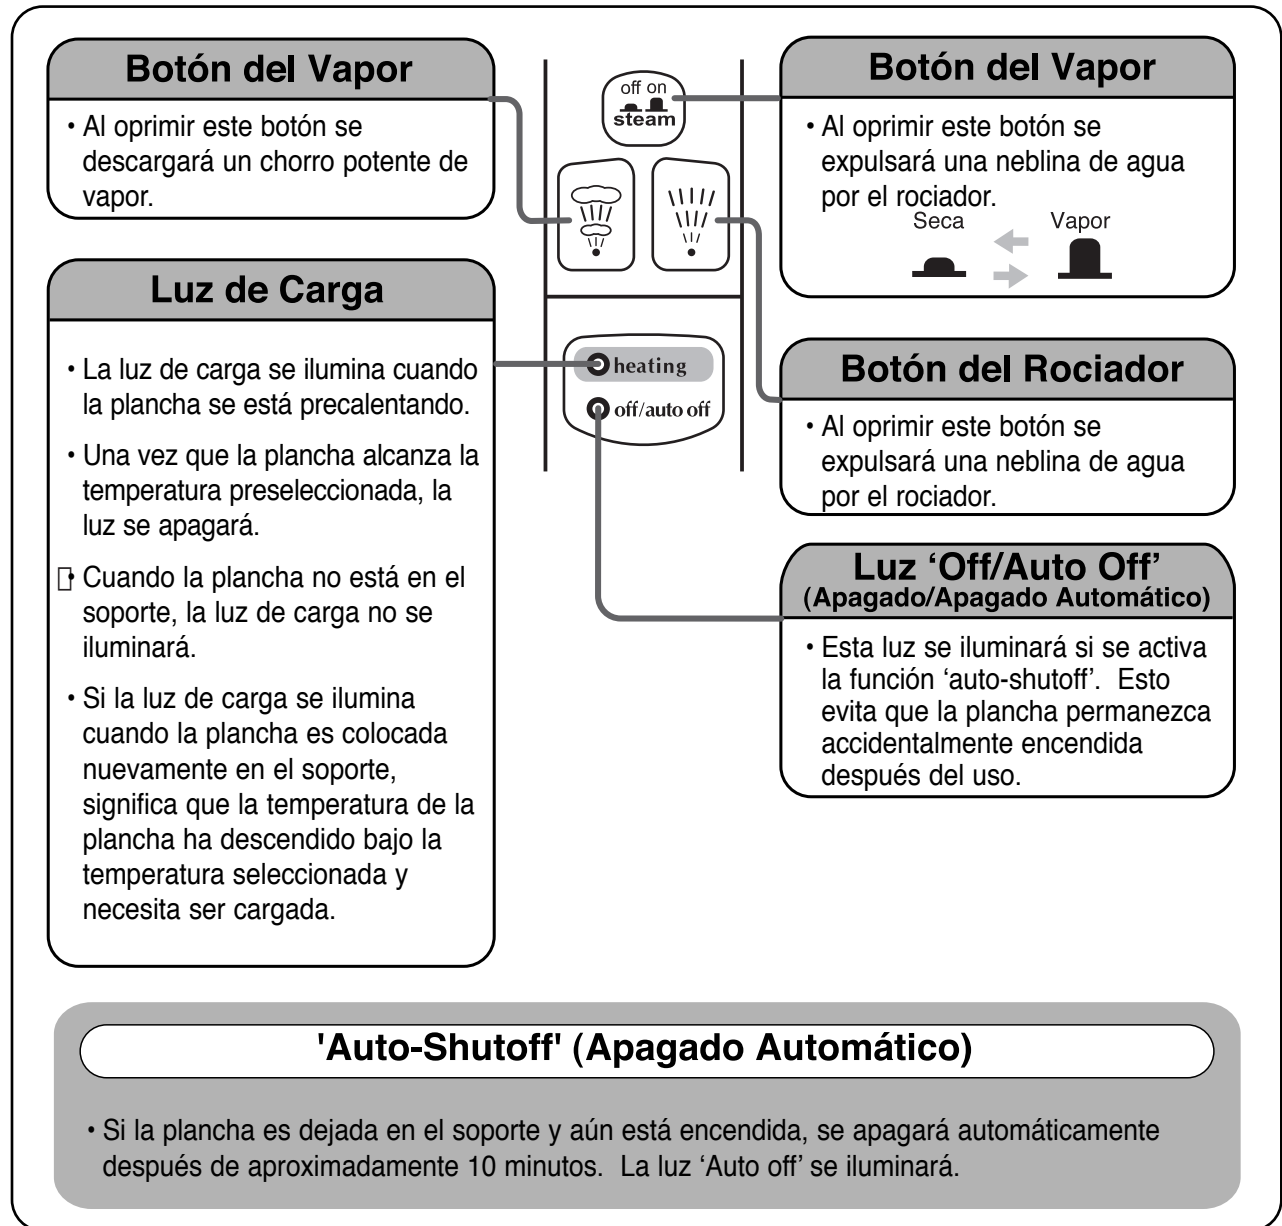 Botón del Vapor
• Al oprimir este botón se
descargará un chorro potente de
vapor.
Luz de Carga
• La luz de carga se ilumina cuando
la plancha se está precalentando.
• Una vez que la plancha alcanza la
temperatura preseleccionada, la
luz se apagará.
• Cuando la plancha no está en el
soporte, la luz de carga no se
iluminará.
• Si la luz de carga se ilumina
cuando la plancha es colocada
nuevamente en el soporte,
significa que la temperatura de la
plancha ha descendido bajo la
temperatura seleccionada y
necesita ser cargada.
off on
steam
heating
off/auto off
Botón del Vapor
• Al oprimir este botón se
expulsará una neblina de agua
por el rociador.
Seca Vapor
Botón del Rociador
• Al oprimir este botón se
expulsará una neblina de agua
por el rociador.
Luz ‘Off/Auto Off’
(Apagado/Apagado Automático)
• Esta luz se iluminará si se activa
la función ‘auto-shutoff’. Esto
evita que la plancha permanezca
accidentalmente encendida
después del uso.
'Auto-Shutoff' (Apagado Automático)
• Si la plancha es dejada en el soporte y aún está encendida, se apagará automáticamente
después de aproximadamente 10 minutos. La luz ‘Auto off’ se iluminará.